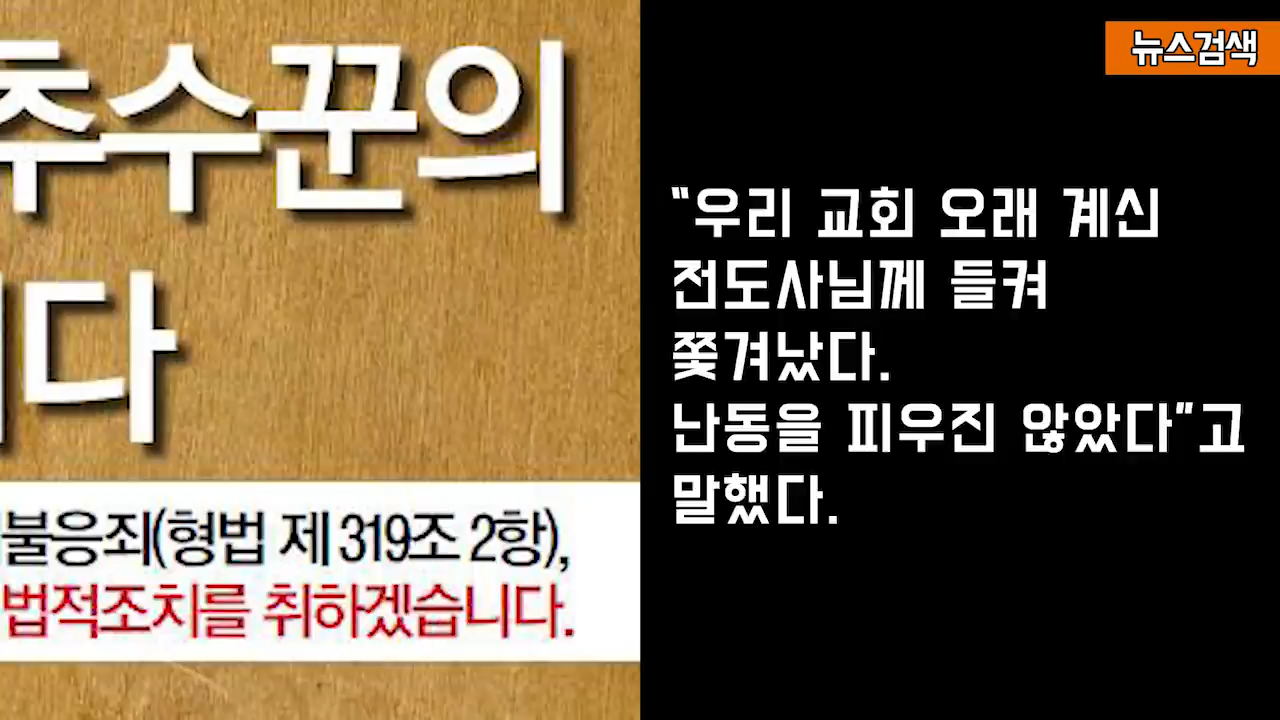 추수꾼의
다
불응죄(형법 제 319조 2항),
법적조치를 취하겠습니다.
뉴스검색
"우리 교회 오래 계신
전도사님께 들켜
쫓겨났다.
난동을 피우진 않았다"고
말했다.